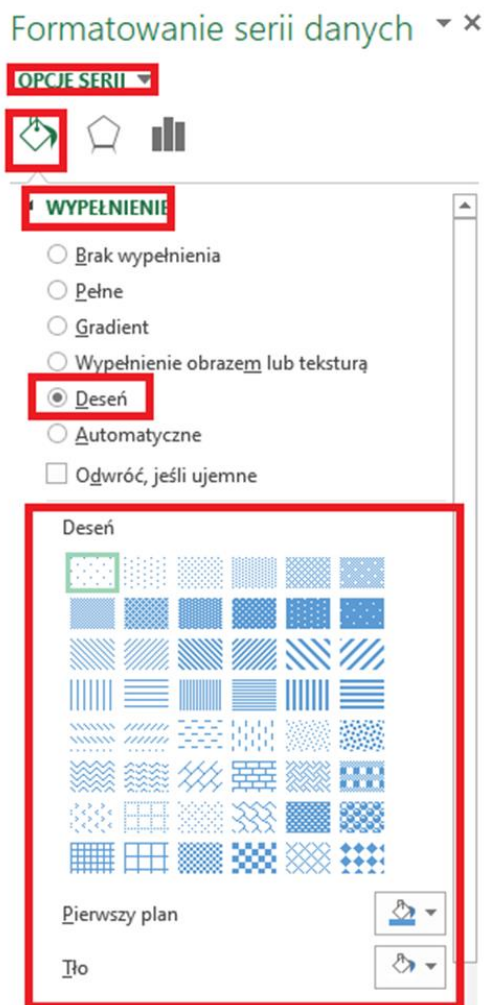 Formatowanie serii danych
OPCJE SERII
WYPEŁNIENIE
Brak wypełnienia
Pełne
Gradient
Wypełnienie obrazem lub teksturą
Deseń
Automatyczne
Odwróć, jeśli ujemne
Deseń
Pierwszy plan
Tło